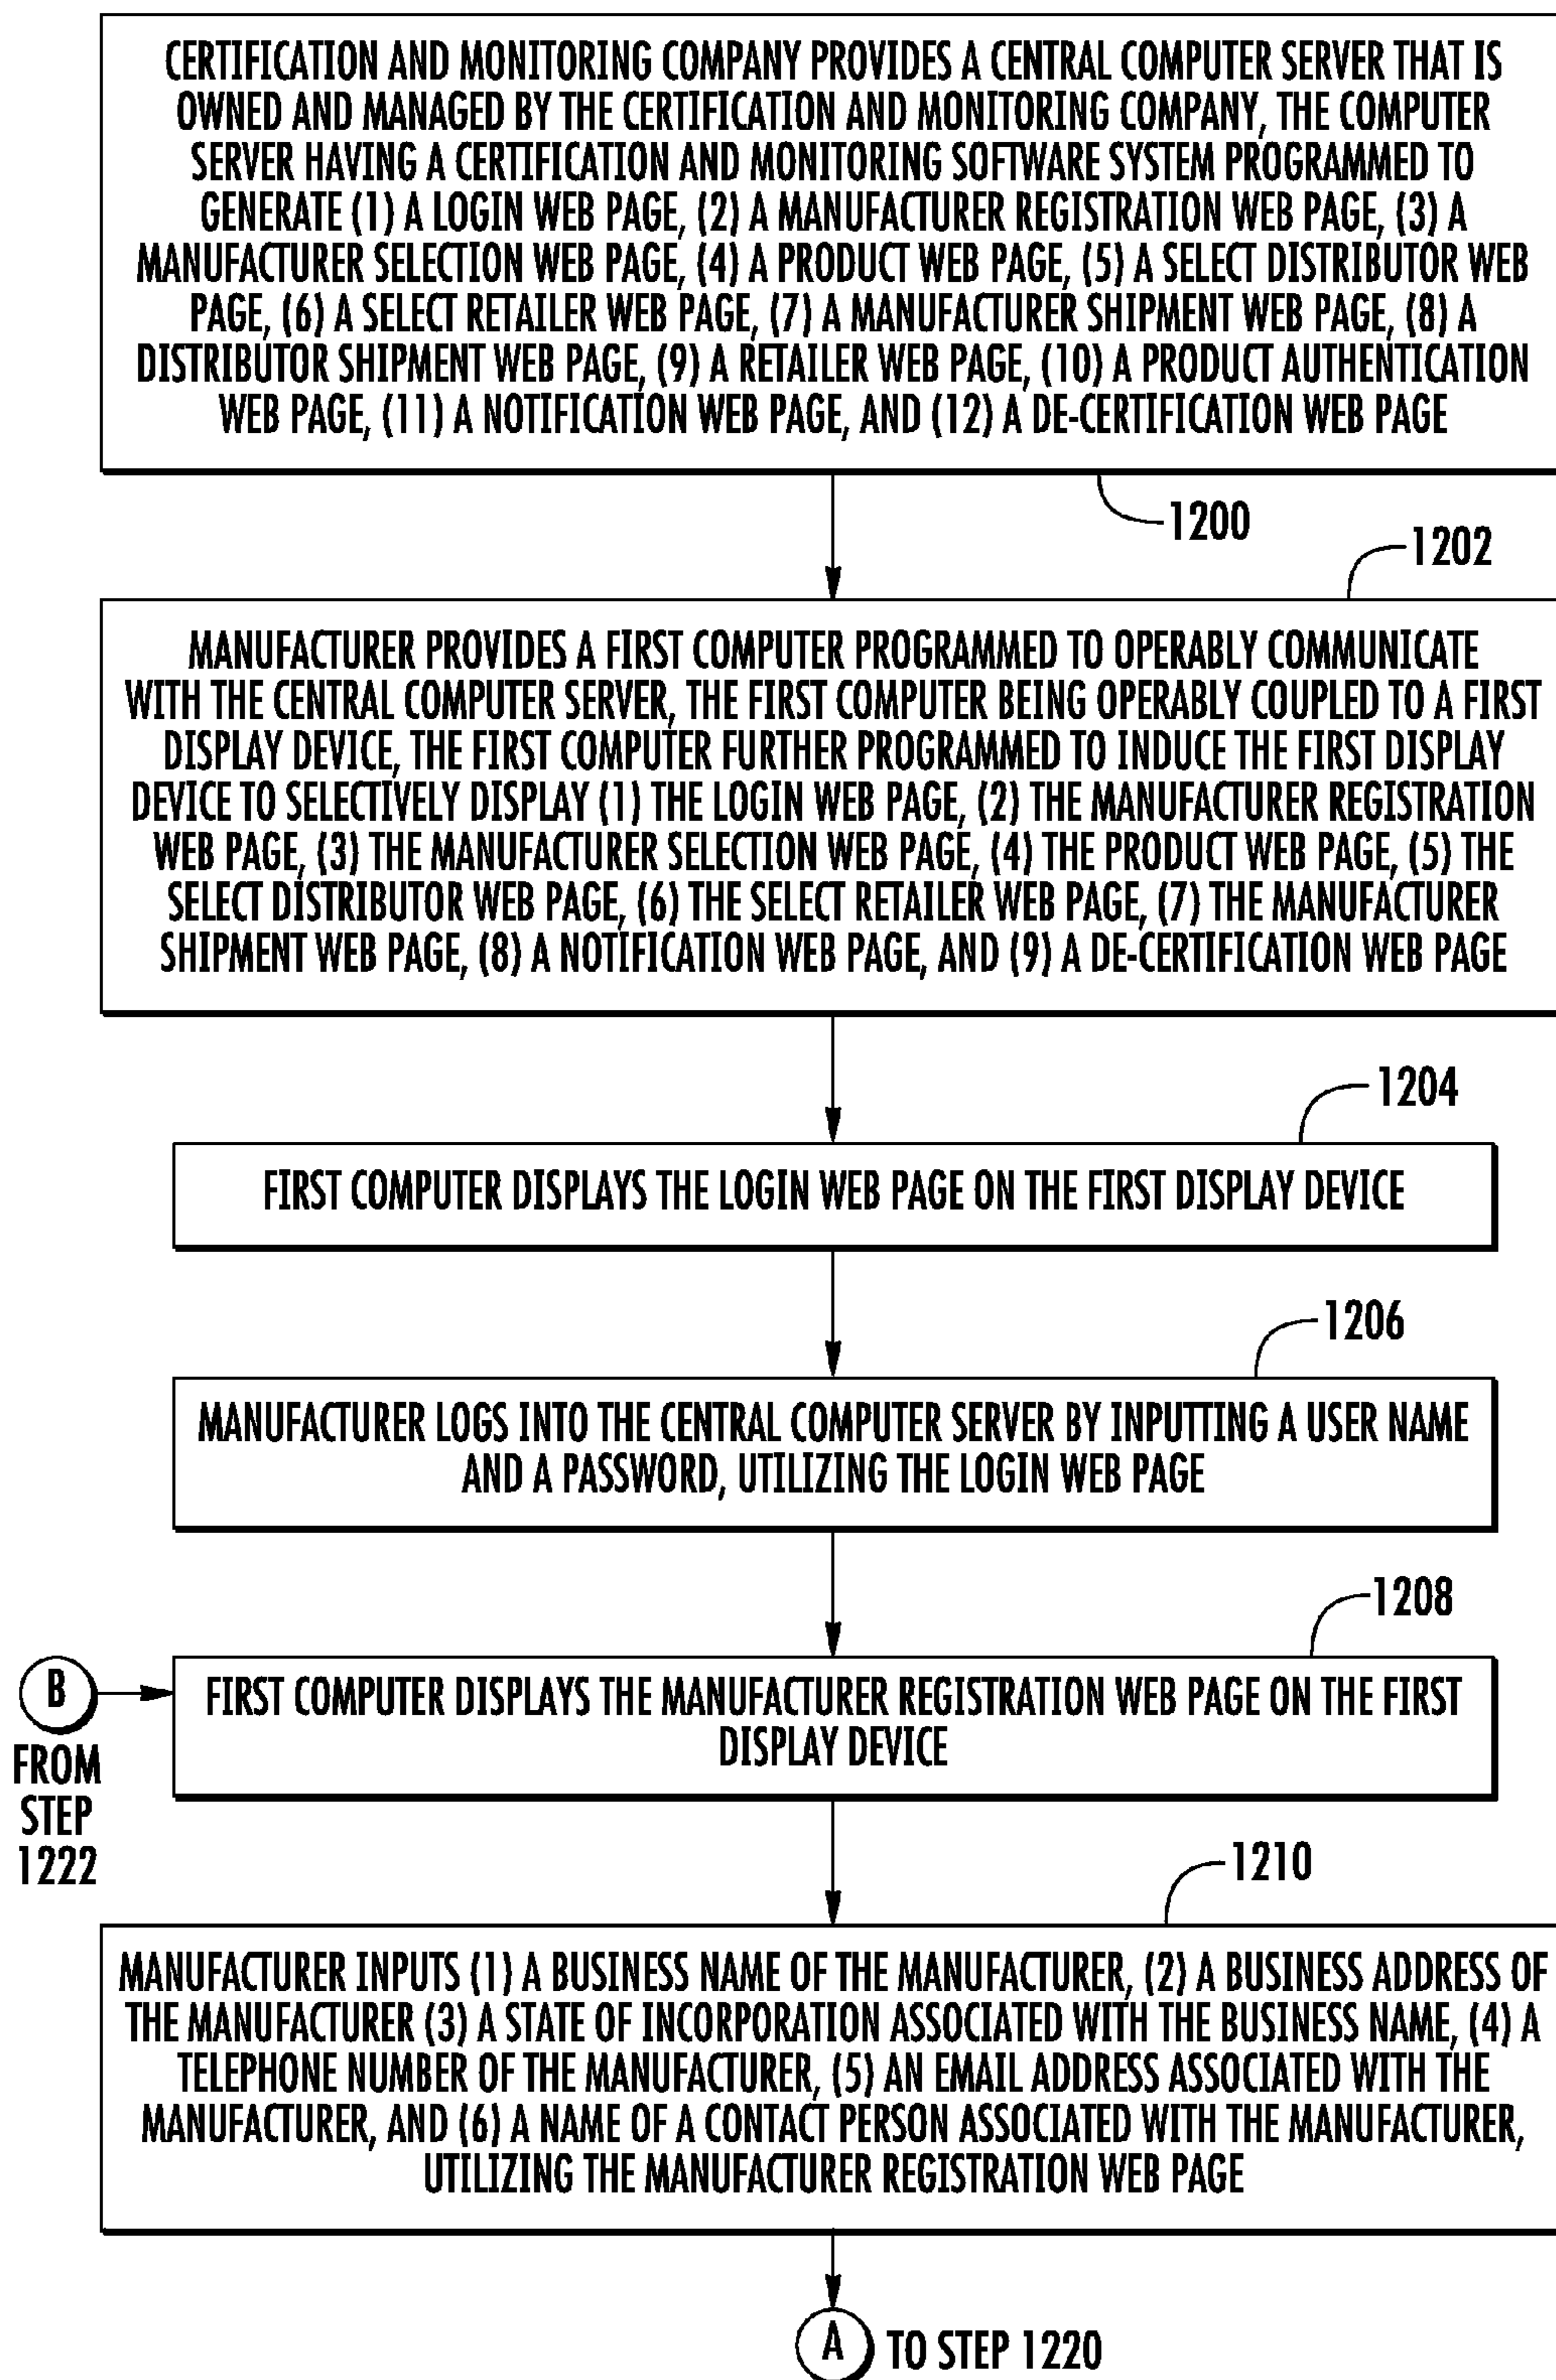 CERTIFICATION AND MONITORING COMPANY PROVIDES A CENTRAL COMPUTER SERVER THAT IS
OWNED AND MANAGED BY THE CERTIFICATION AND MONITORING COMPANY, THE COMPUTER
SERVER HAVING A CERTIFICATION AND MONITORING SOFTWARE SYSTEM PROGRAMMED TO
GENERATE (1) A LOGIN WEB PAGE, (2) A MANUFACTURER REGISTRATION WEB PAGE, (3) A
MANUFACTURER SELECTION WEB PAGE, (4) A PRODUCT WEB PAGE, (5) A SELECT DISTRIBUTOR WEB
PAGE, (6) A SELECT RETAILER WEB PAGE, (7) A MANUFACTURER SHIPMENT WEB PAGE, (8) A
DISTRIBUTOR SHIPMENT WEB PAGE, (9) A RETAILER WEB PAGE, (10) A PRODUCT AUTHENTICATION
WEB PAGE, (11) A NOTIFICATION WEB PAGE, AND (12) A DE-CERTIFICATION WEB PAGE
1200
1202
MANUFACTURER PROVIDES A FIRST COMPUTER PROGRAMMED TO OPERABLY COMMUNICATE
WITH THE CENTRAL COMPUTER SERVER, THE FIRST COMPUTER BEING OPERABLY COUPLED TO A FIRST
DISPLAY DEVICE, THE FIRST COMPUTER FURTHER PROGRAMMED TO INDUCE THE FIRST DISPLAY
DEVICE TO SELECTIVELY DISPLAY (1) THE LOGIN WEB PAGE, (2) THE MANUFACTURER REGISTRATION
WEB PAGE, (3) THE MANUFACTURER SELECTION WEB PAGE, (4) THE PRODUCT WEB PAGE, (5) THE
SELECT DISTRIBUTOR WEB PAGE, (6) THE SELECT RETAILER WEB PAGE, (7) THE MANUFACTURER
SHIPMENT WEB PAGE, (8) A NOTIFICATION WEB PAGE, AND (9) A DE-CERTIFICATION WEB PAGE
1204
FIRST COMPUTER DISPLAYS THE LOGIN WEB PAGE ON THE FIRST DISPLAY DEVICE
1206
MANUFACTURER LOGS INTO THE CENTRAL COMPUTER SERVER BY INPUTTING A USER NAME
AND A PASSWORD, UTILIZING THE LOGIN WEB PAGE
1208
B
FROM
STEP
1222
FIRST COMPUTER DISPLAYS THE MANUFACTURER REGISTRATION WEB PAGE ON THE FIRST
DISPLAY DEVICE
1210
MANUFACTURER INPUTS (1) A BUSINESS NAME OF THE MANUFACTURER, (2) A BUSINESS ADDRESS OF
THE MANUFACTURER (3) A STATE OF INCORPORATION ASSOCIATED WITH THE BUSINESS NAME, (4) A
TELEPHONE NUMBER OF THE MANUFACTURER, (5) AN EMAIL ADDRESS ASSOCIATED WITH THE
MANUFACTURER, AND (6) A NAME OF A CONTACT PERSON ASSOCIATED WITH THE MANUFACTURER,
UTILIZING THE MANUFACTURER REGISTRATION WEB PAGE
A TO STEP 1220